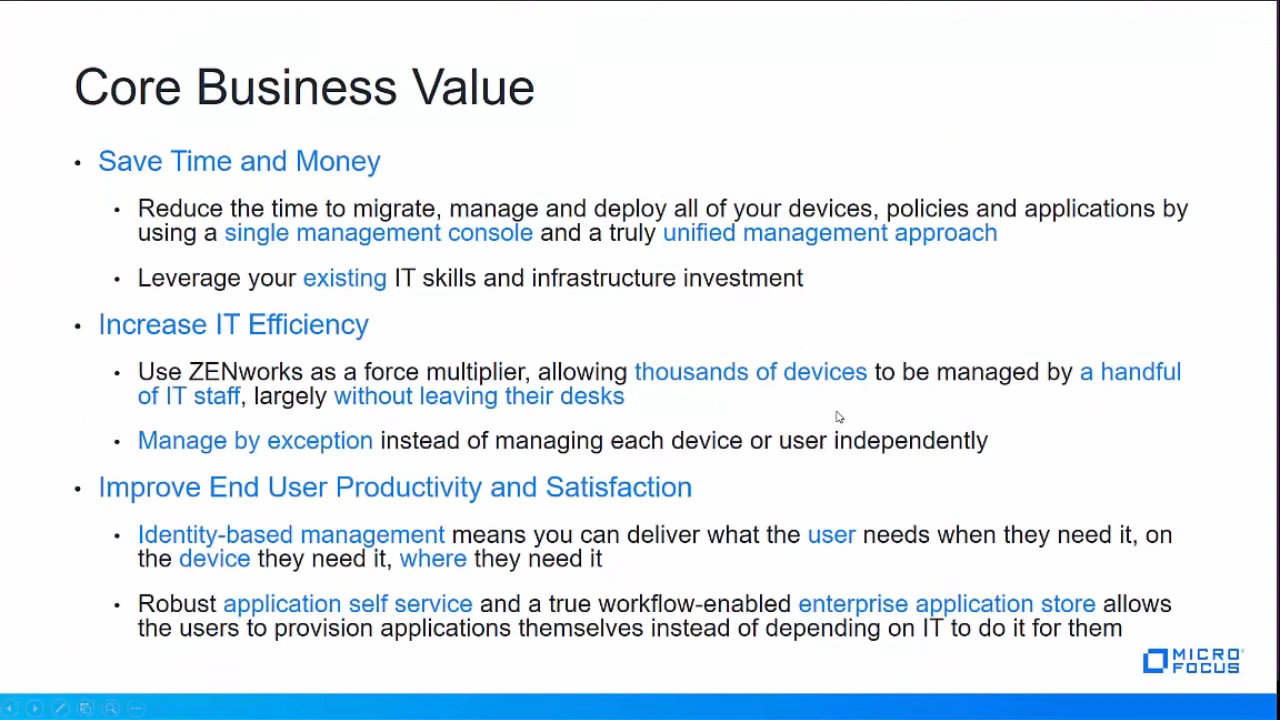 Core Business Value
• Save Time and Money
• Reduce the time to migrate, manage and deploy all of your devices, policies and applications by
using a single management console and a truly unified management approach
• Leverage your existing IT skills and infrastructure investment
• Increase IT Efficiency
• Use ZENworks as a force multiplier, allowing thousands of devices to be managed by a handful
of IT staff, largely without leaving their desks
• Manage by exception instead of managing each device or user independently
• Improve End User Productivity and Satisfaction
• Identity-based management means you can deliver what the user needs when they need it, on
the device they need it, where they need it
• Robust application self service and a true workflow-enabled enterprise application store allows
the users to provision applications themselves instead of depending on IT to do it for them
MICRO
FOCUS